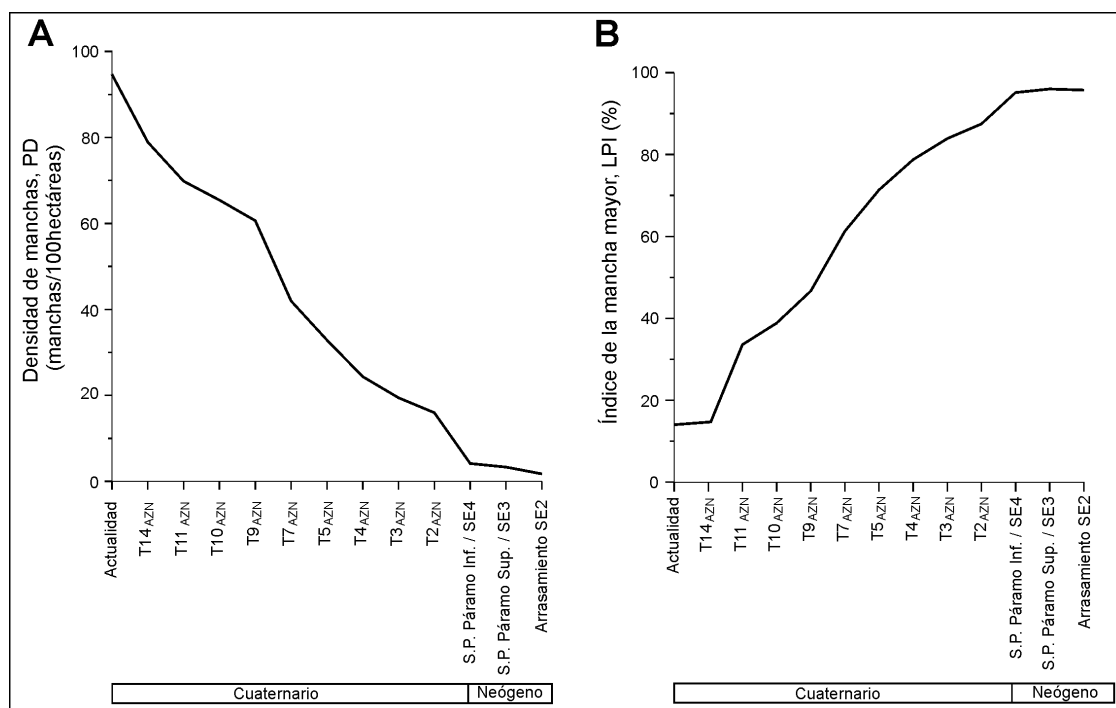 A
Densidad de manchas, PD
(manchas/100hectáreas)
100
80
60
40
20
0
Actualidad
T14AZN
T11AZN
T10AZN
T9AZN
T7AZN
T5AZN
T4AZN
T3AZN
T2AZN
S.P. Páramo Inf. / SE4
S.P. Páramo Sup. / SE3
Arrasamiento SE2
Cuaternario
Neógeno
B
Índice de la mancha mayor, LPI (%)
100
80
60
40
20
0
Actualidad
T14AZN
T11AZN
T10AZN
T9AZN
T7AZN
T5AZN
T4AZN
T3AZN
T2AZN
S.P. Páramo Inf. / SE4
S.P. Páramo Sup. / SE3
Arrasamiento SE2
Cuaternario
Neógeno